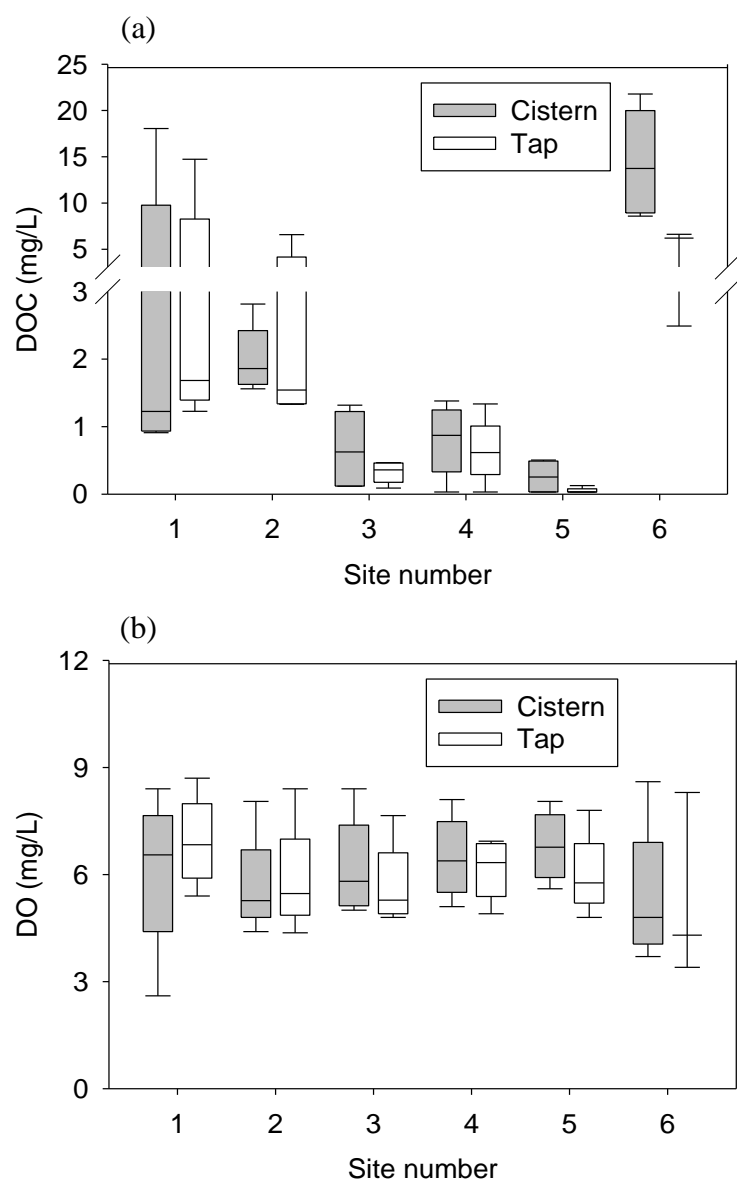 (a)
25
20
15
10
5
3
2
1
0
DOC (mg/L)
Cistern
Tap
1 2 3 4 5 6
Site number
(b)
12
9
6
3
0
DO (mg/L)
Cistern
Tap
1 2 3 4 5 6
Site number